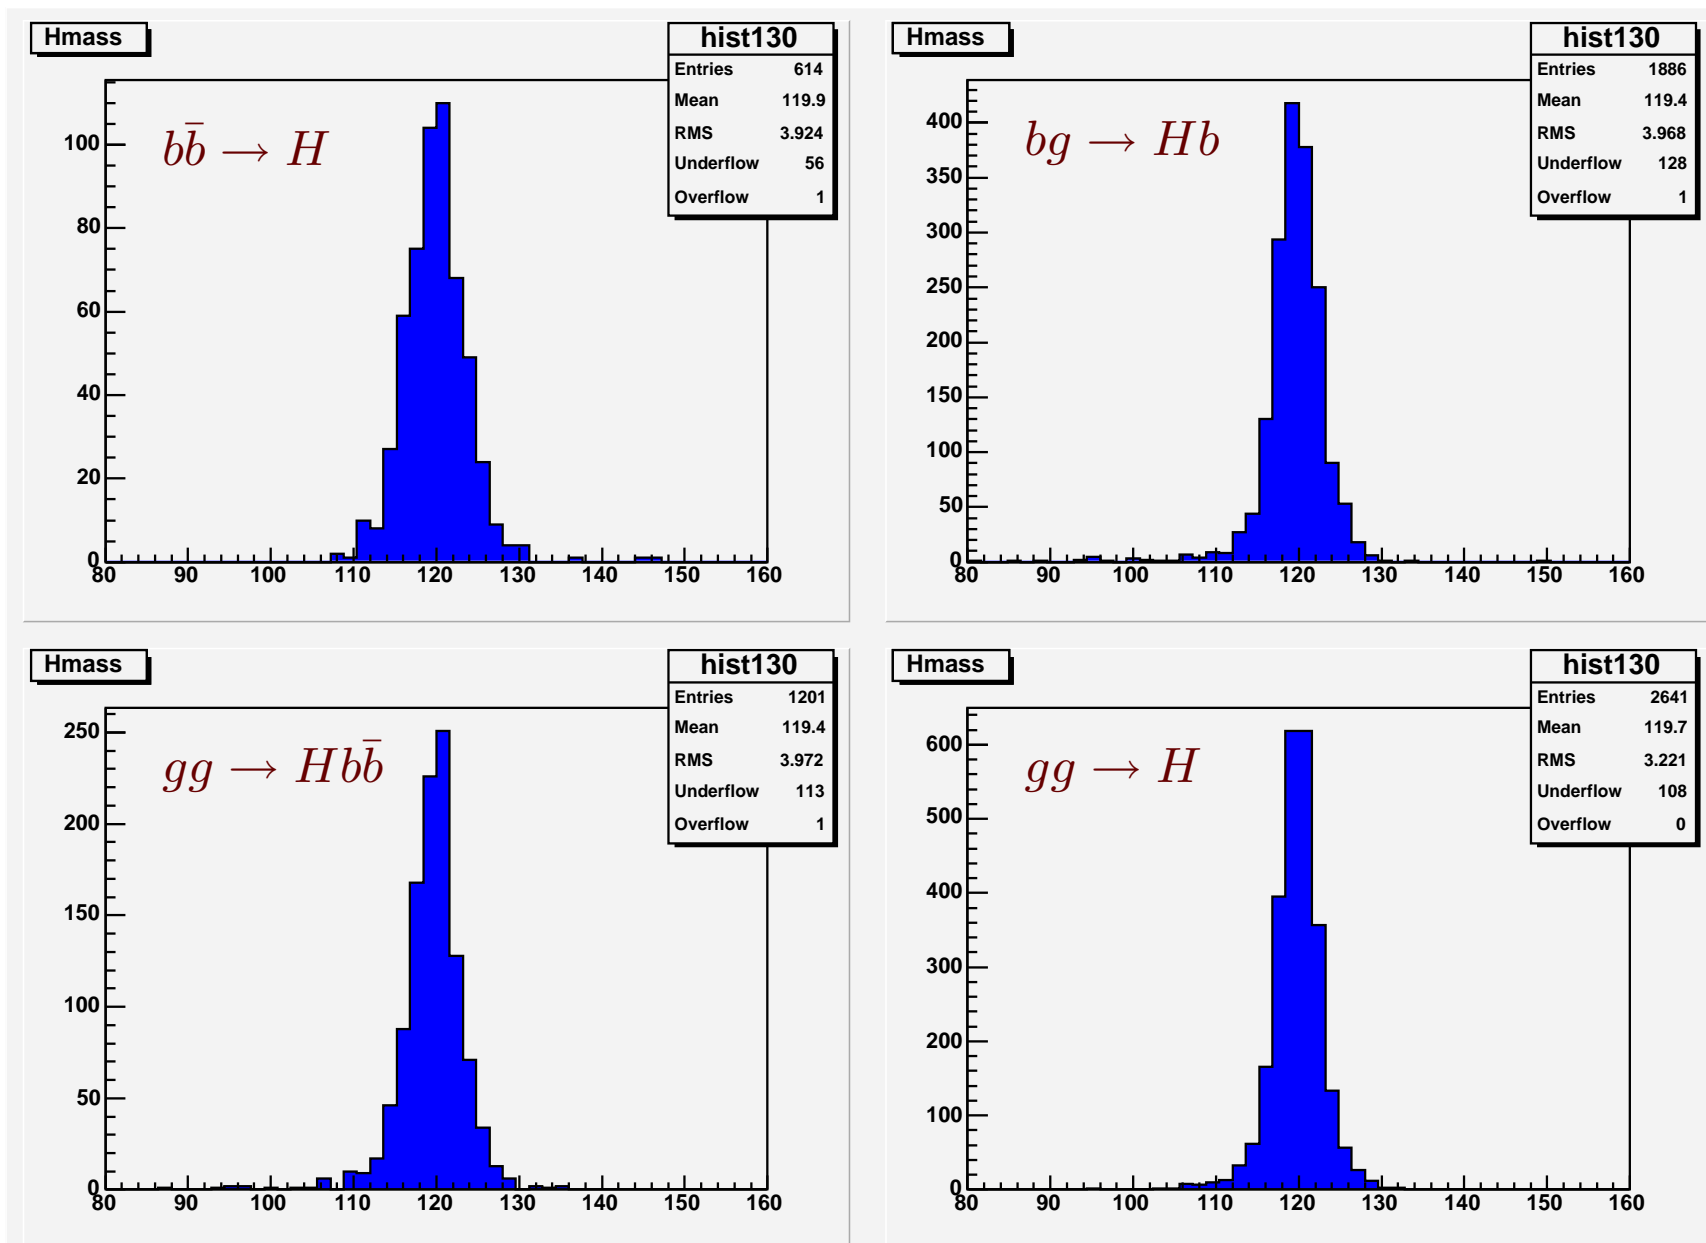 Hmass
hist130
Entries 614
Mean 119.9
RMS 3.924
Underflow 56
Overflow 1
b\bar{b} → H
100
80
60
40
20
0
80 90 100 110 120 130 140 150 160
Hmass
hist130
Entries 1886
Mean 119.4
RMS 3.968
Underflow 128
Overflow 1
bg → Hb
400
350
300
250
200
150
100
50
0
80 90 100 110 120 130 140 150 160
Hmass
hist130
Entries 1201
Mean 119.4
RMS 3.972
Underflow 113
Overflow 1
gg → Hb\bar{b}
250
200
150
100
50
0
80 90 100 110 120 130 140 150 160
Hmass
hist130
Entries 2641
Mean 119.7
RMS 3.221
Underflow 108
Overflow 0
gg → H
600
500
400
300
200
100
0
80 90 100 110 120 130 140 150 160